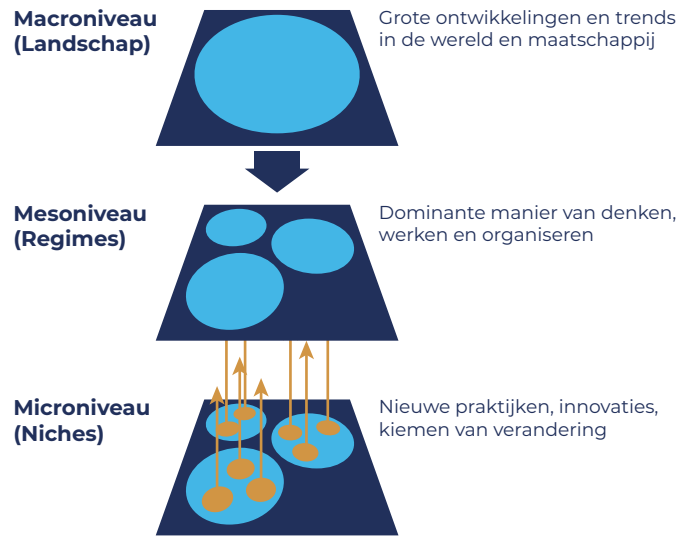 Macroniveau
(Landschap)
Grote ontwikkelingen en trends
in de wereld en maatschappij
Mesoniveau
(Regimes)
Dominante manier van denken,
werken en organiseren
Microniveau
(Niches)
Nieuwe praktijken, innovaties,
kiemen van verandering